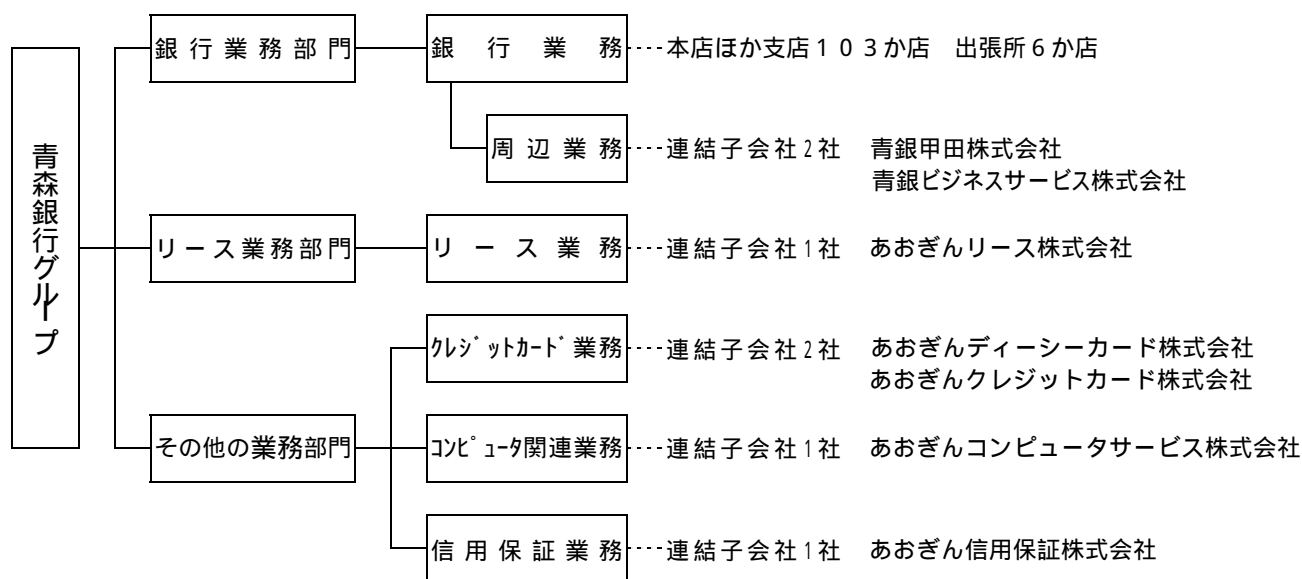 青森銀行グループ
銀行業務部門
銀行業務
本店ほか支店１０３か店　出張所６か店
周辺業務
連結子会社2社　青銀甲田株式会社
青銀ビジネスサービス株式会社
リース業務部門
リース業務
連結子会社1社　あおぎんリース株式会社
その他の業務部門
ｸﾚｼﾞｯﾄｶｰﾄﾞ業務
連結子会社2社　あおぎんディーシーカード株式会社
あおぎんクレジットカード株式会社
ｺﾝﾋﾟｭｰﾀ関連業務
連結子会社1社　あおぎんコンピュータサービス株式会社
信用保証業務
連結子会社1社　あおぎん信用保証株式会社